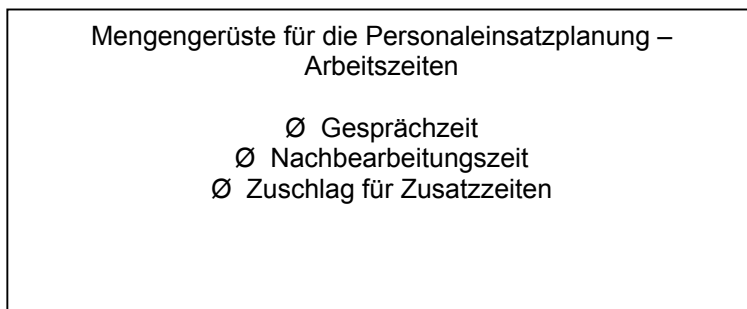 Mengengerüste für die Personaleinsatzplanung –
Arbeitszeiten
Ø Gesprächzeit
Ø Nachbearbeitungszeit
Ø Zuschlag für Zusatzzeiten